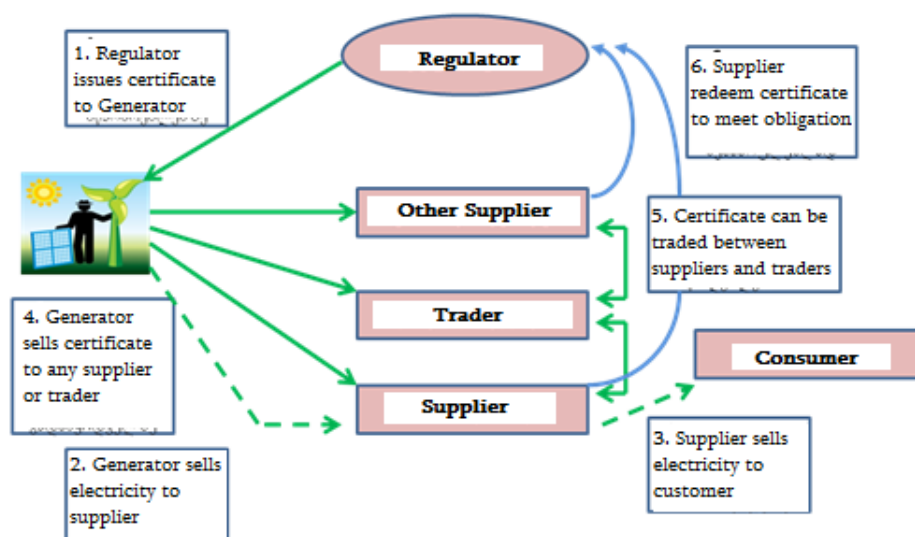 1. Regulator
issues certificate
to Generator
Regulator
6. Supplier
redeem certificate
to meet obligation
Other Supplier
5. Certificate can be
traded between
suppliers and traders
4. Generator
sells certificate
to any supplier
or trader
Trader
Consumer
Supplier
2. Generator sells
electricity to
supplier
3. Supplier sells
electricity to
customer